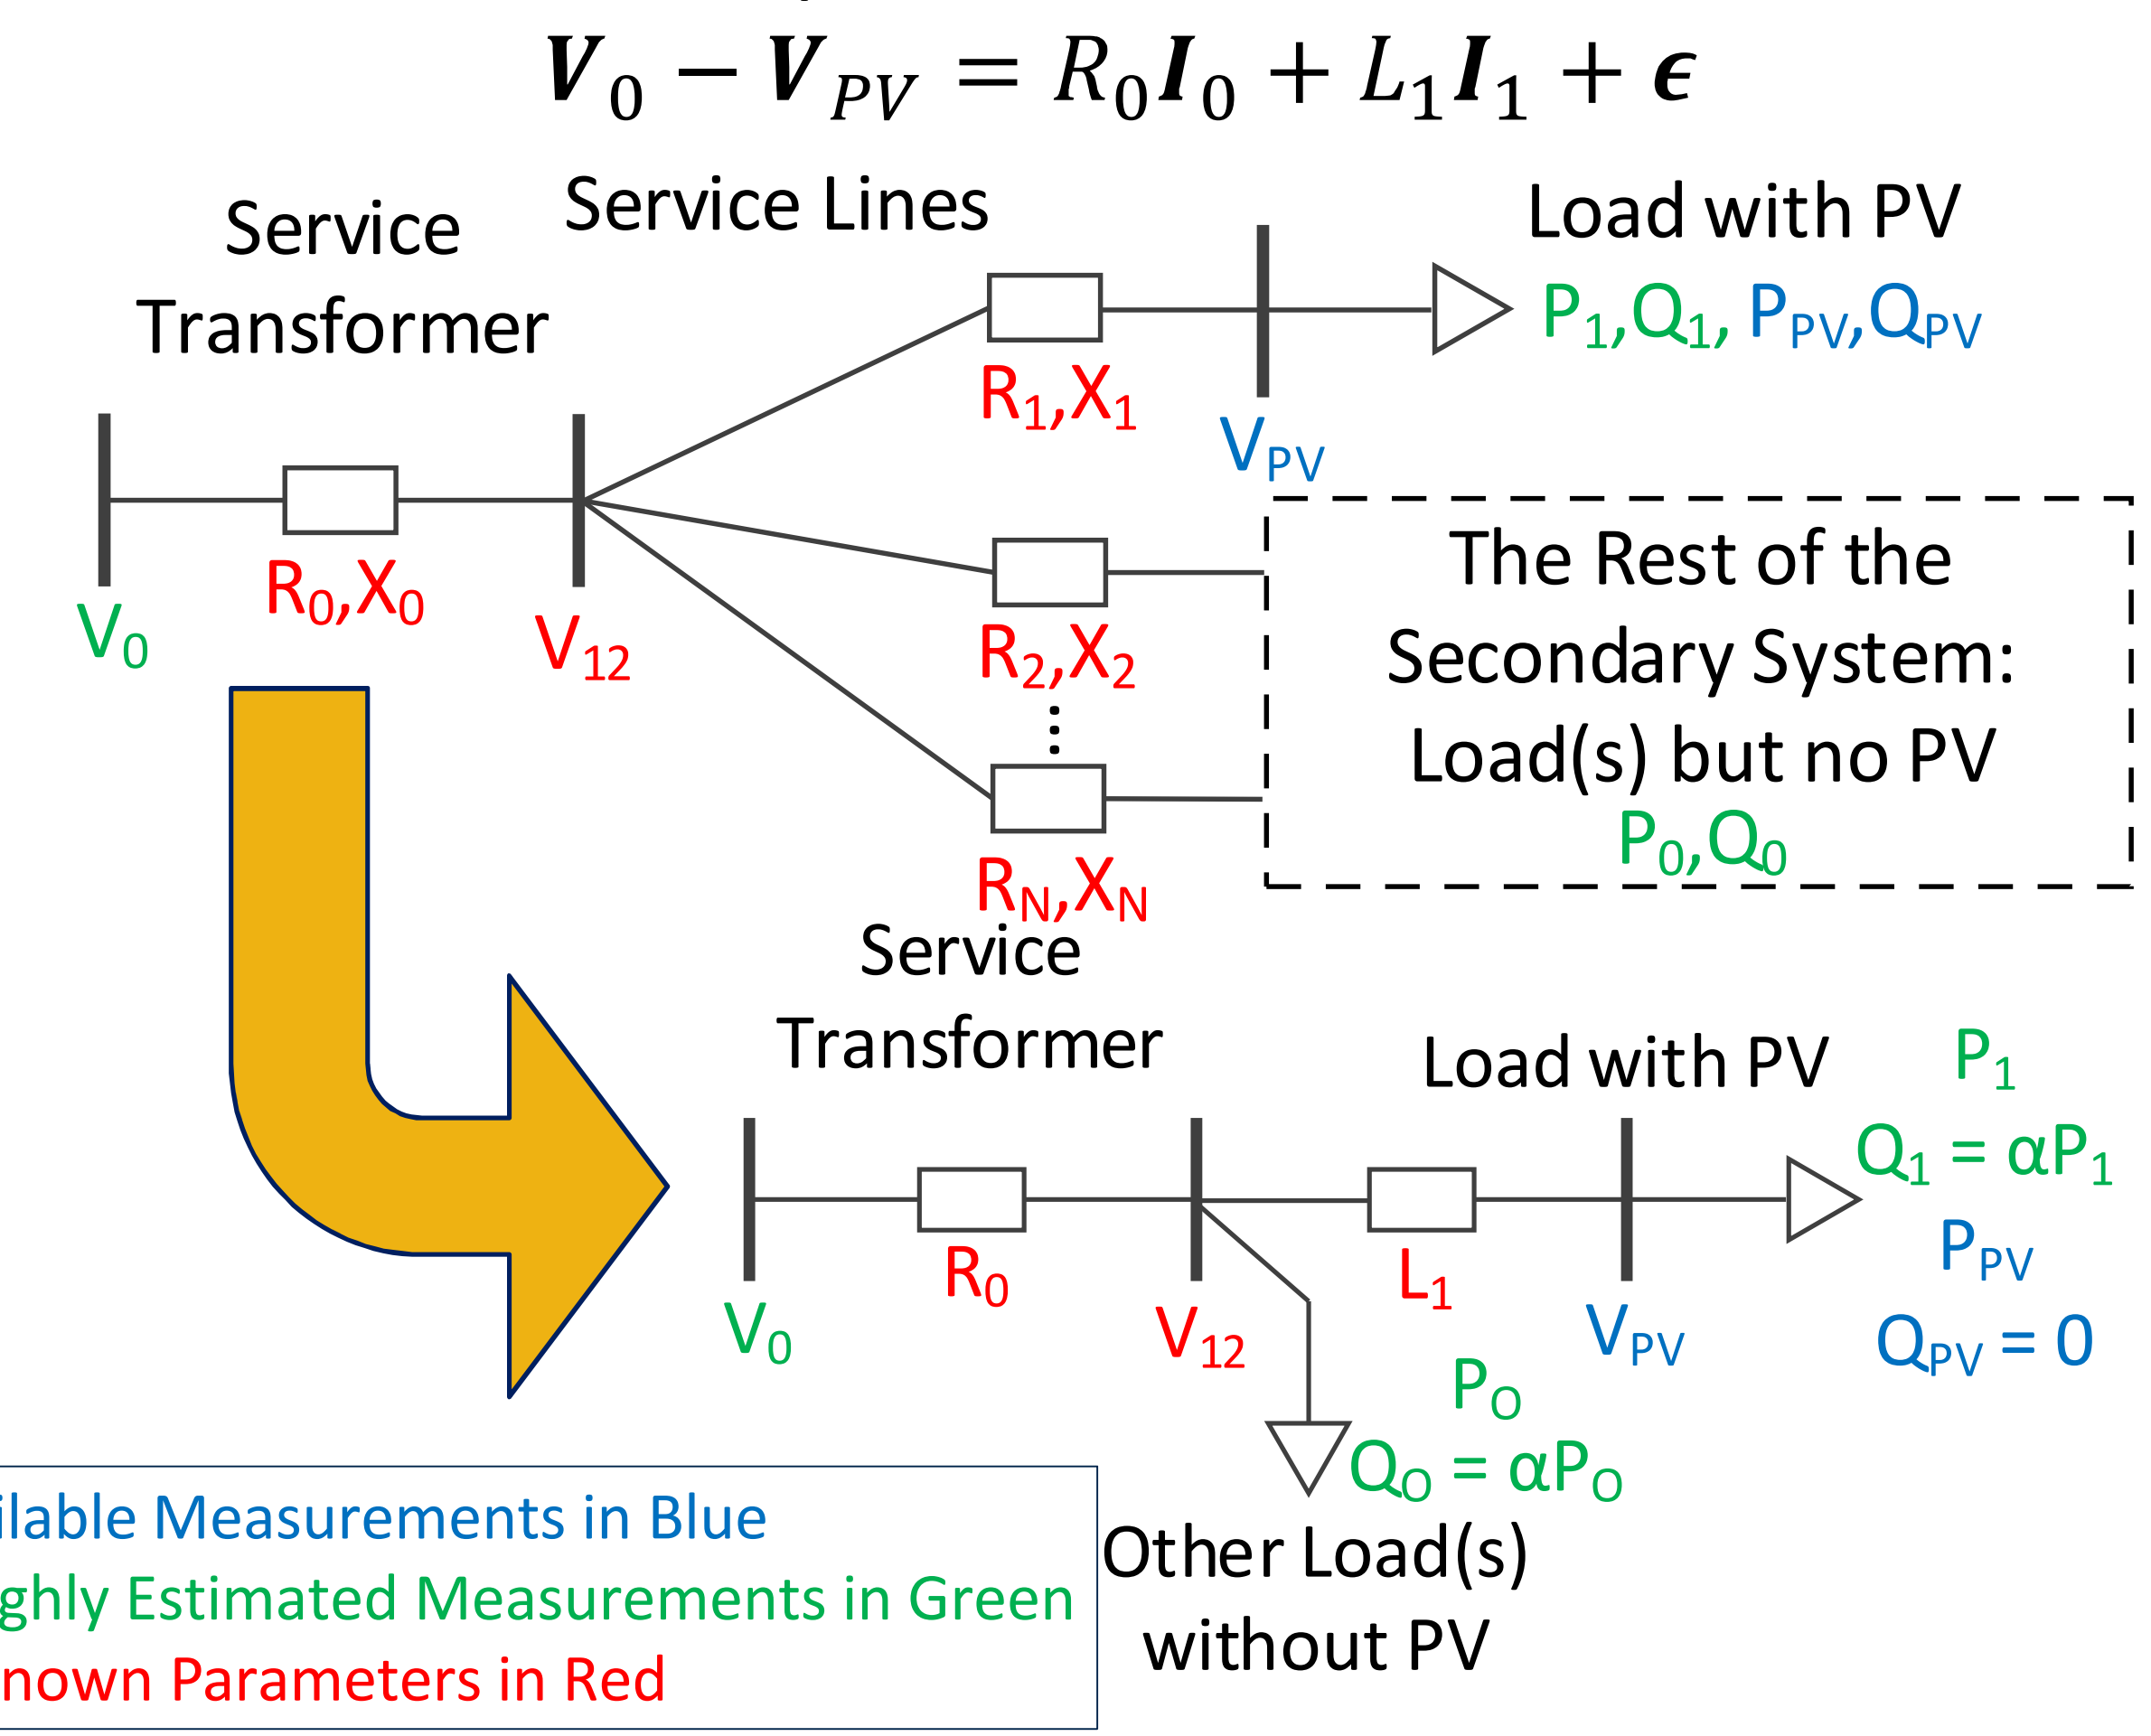 V0 − VPV = R0I0 + L1I1 + ϵ
Service Lines
Service
Transformer
Load with PV
P1,Q1, PPV,QPV
R1,X1
VPV
R0,X0
V0
V12
R2,X2
⋮
RN,XN
The Rest of the
Secondary System:
Load(s) but no PV
P0,Q0
Service
Transformer
Load with PV
P1
Q1 = αP1
PPV
QPV = 0
R0
L1
V0
V12
VPV
PO
QO = αPO
Other Load(s)
without PV
ilable Measurements in Blue
ghly Estimated Measurements in Green
nown Parameters in Red